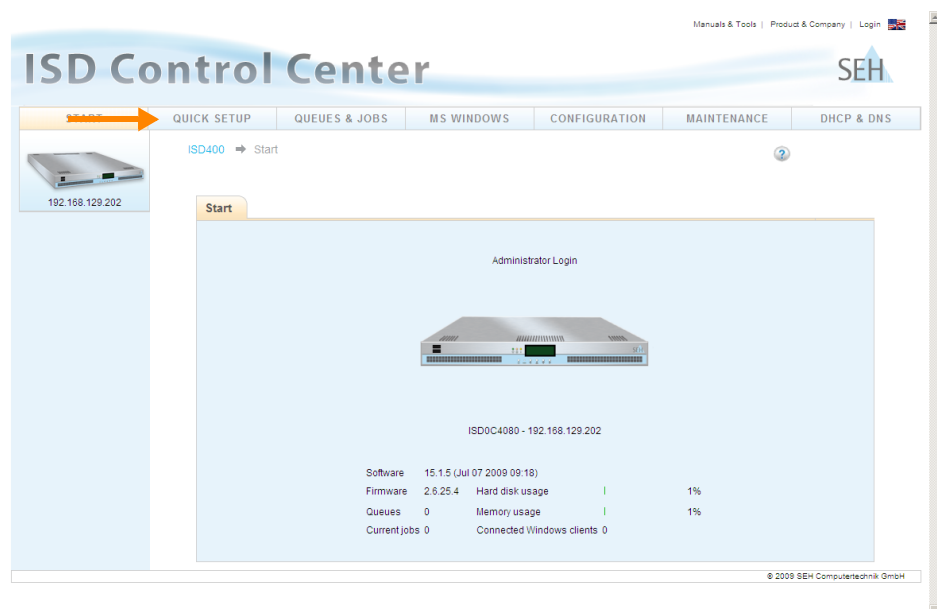 Manuals & Tools | Product & Company | Login
ISD Control Center
SEH
START QUICK SETUP QUEUES & JOBS MS WINDOWS CONFIGURATION MAINTENANCE DHCP & DNS
ISD400 ➡ Start
?
192.168.129.202
Start
Administrator Login
ISD0C4080 - 192.168.129.202
Software 15.1.5 (Jul 07 2009 09:18)
Firmware 2.6.25.4 Hard disk usage 1%
Queues 0 Memory usage 1%
Current jobs 0 Connected Windows clients 0
© 2009 SEH Computertechnik GmbH